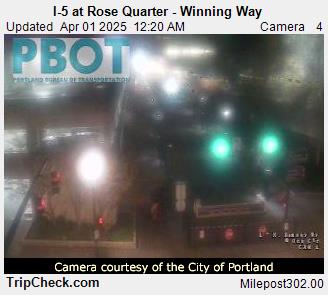 I-5 at Rose Quarter - Winning Way
Updated Apr 01 2025 12:20 AM Camera 4
PBOT
PORTLAND BUREAU OF TRANSPORTATION
Camera courtesy of the City of Portland
TripCheck.com Milepost302.00